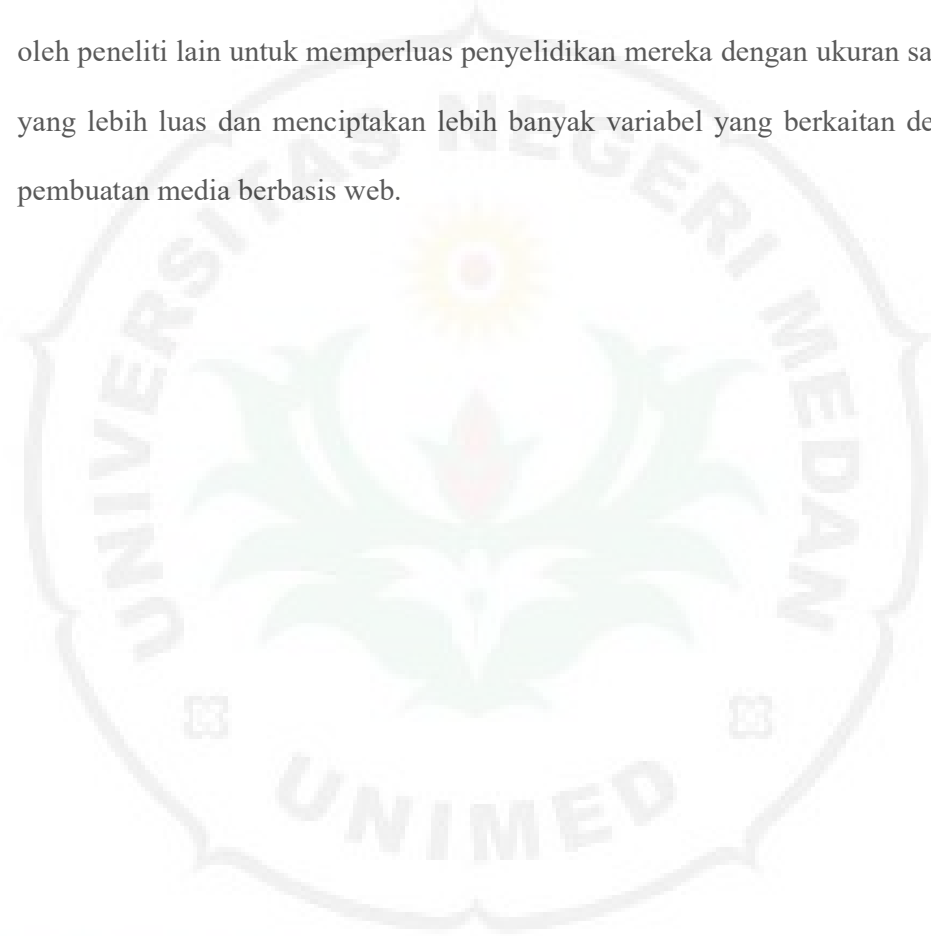 oleh peneliti lain untuk memperluas penyelidikan mereka dengan ukuran sa
yang lebih luas dan menciptakan lebih banyak variabel yang berkaitan de
pembuatan media berbasis web.
UNIVERSITAS NEGERI MEDAN
UNIMED